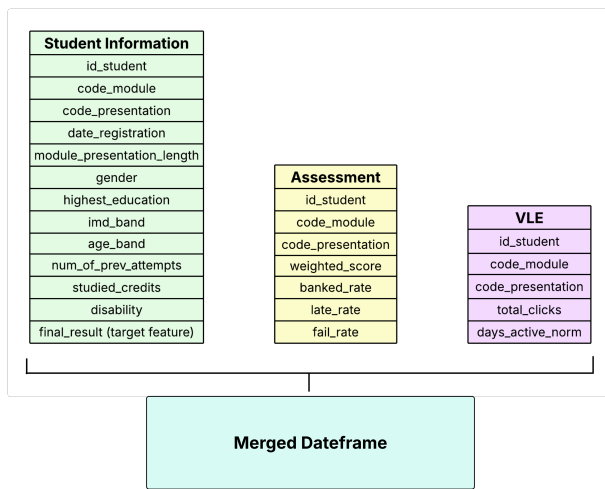 Student Information
id_student
code_module
code_presentation
date_registration
module_presentation_length
gender
highest_education
imd_band
age_band
num_of_prev_attempts
studied_credits
disability
final_result (target feature)
Assessment
id_student
code_module
code_presentation
weighted_score
banked_rate
late_rate
fail_rate
VLE
id_student
code_module
code_presentation
total_clicks
days_active_norm
Merged Dateframe